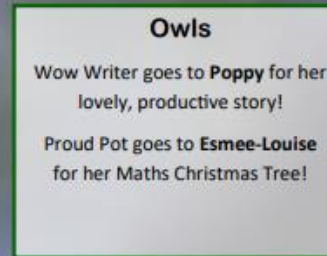 Owls
Wow Writer goes to Poppy for her
lovely, productive story!
Proud Pot goes to Esmee-Louise
for her Maths Christmas Tree!